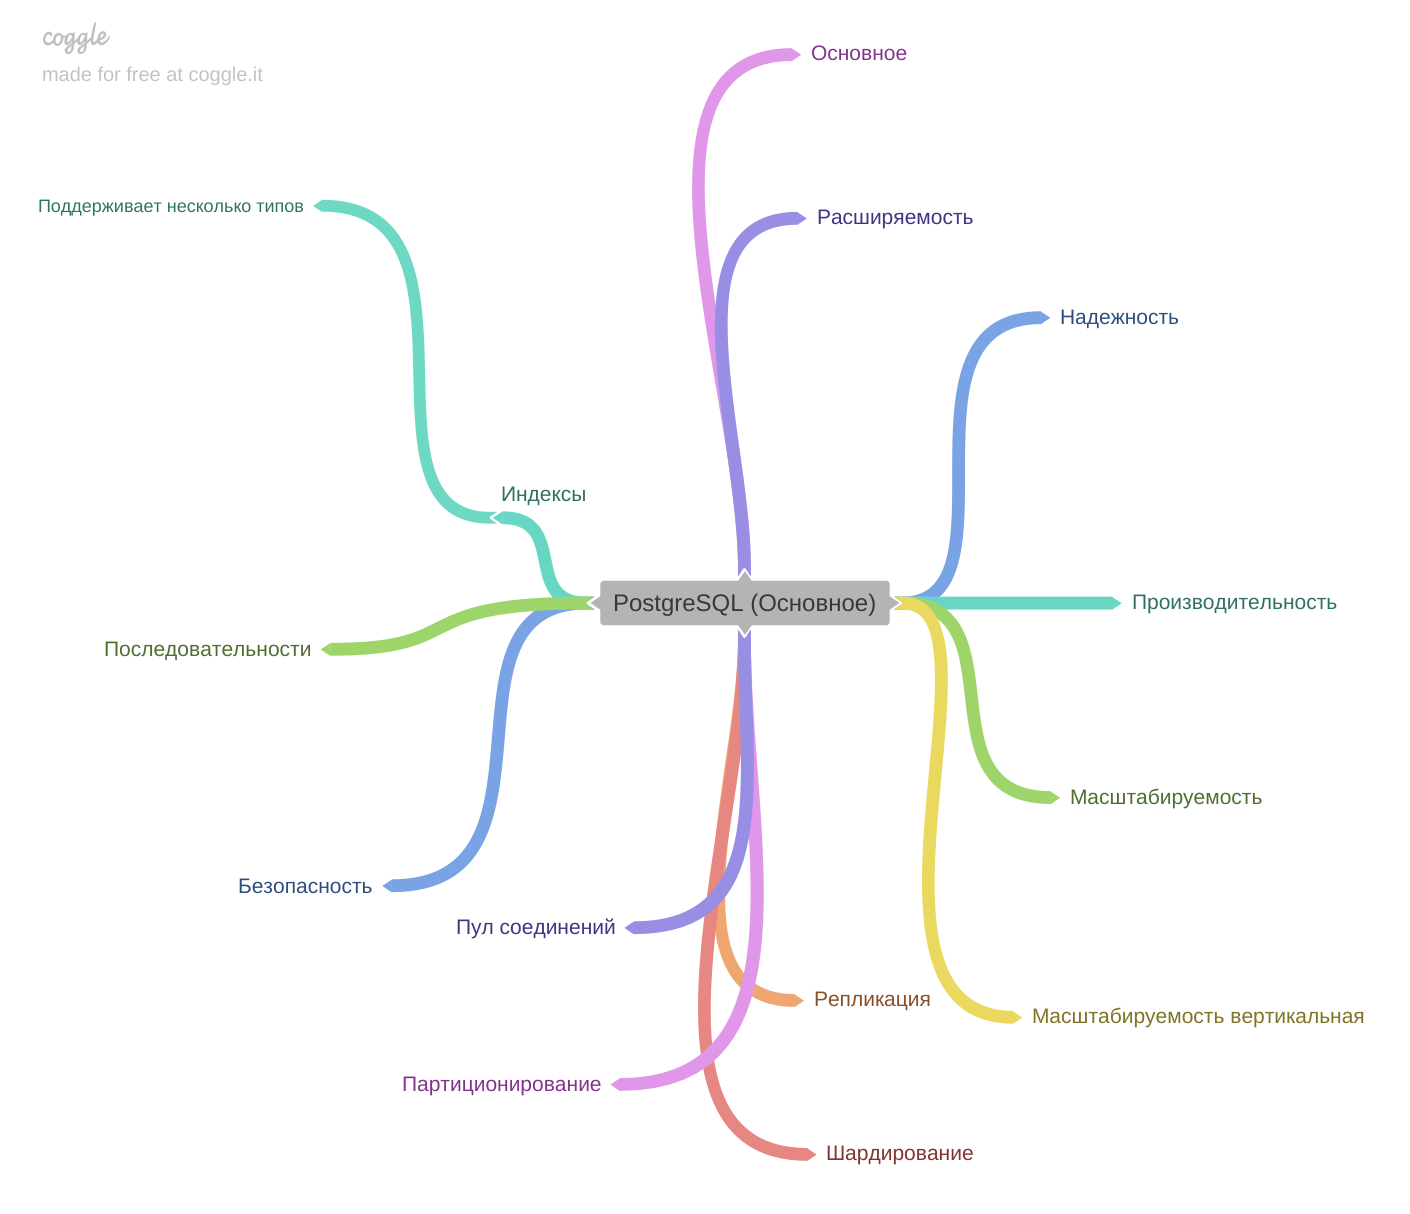 coggle
made for free at coggle.it
Основное
Поддерживает несколько типов
Расширяемость
Надежность
Индексы
PostgreSQL (Основное)
Производительность
Последовательности
Масштабируемость
Безопасность
Пул соединений
Репликация
Масштабируемость вертикальная
Партиционирование
Шардирование